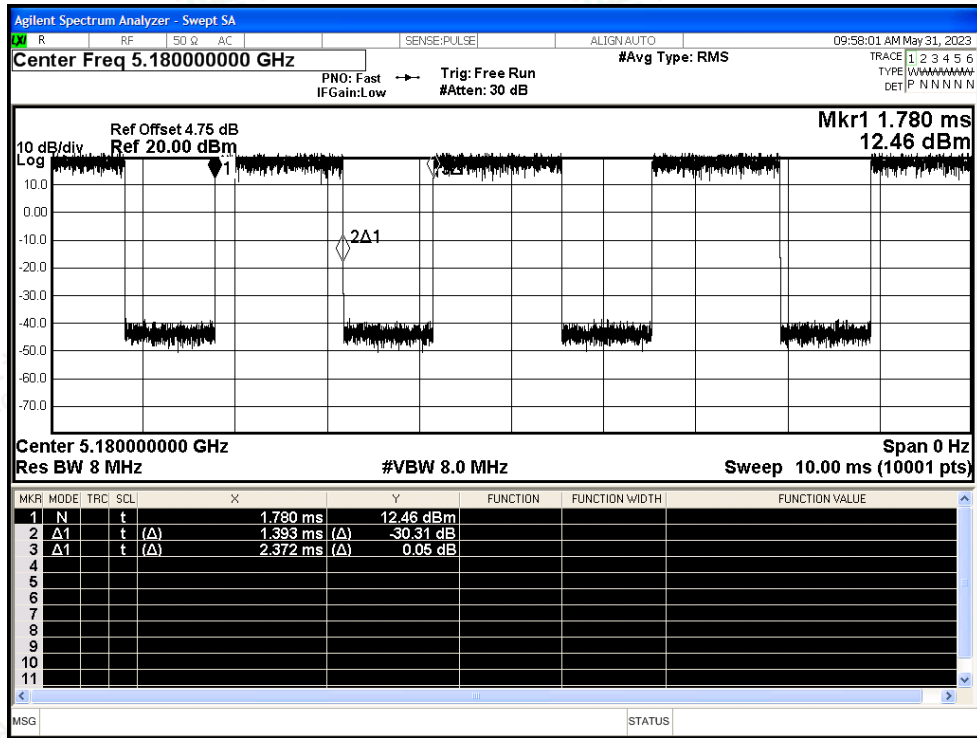 Agilent Spectrum Analyzer - Swept SA
LXI R RF 50 Ω AC SENSE:PULSE ALIGN AUTO 09:58:01 AM May 31, 2023
Center Freq 5.180000000 GHz
PNO: Fast
IFGain:Low
Trig: Free Run
#Atten: 30 dB
#Avg Type: RMS
TRACE 1 2 3 4 5 6
TYPE WWWWWW
DET P N N N N N
Mkr1 1.780 ms
12.46 dBm
Ref Offset 4.75 dB
10 dB/div Ref 20.00 dBm
Log
10.0
0.00
-10.0
-20.0
-30.0
-40.0
-50.0
-60.0
-70.0
1
2Δ1
3Δ1
Center 5.180000000 GHz Span 0 Hz
Res BW 8 MHz #VBW 8.0 MHz Sweep 10.00 ms (10001 pts)
MKR MODE TRC SCL X Y FUNCTION FUNCTION WIDTH FUNCTION VALUE
1 N t 1.780 ms 12.46 dBm
2 Δ1 t (Δ) 1.393 ms (Δ) -30.31 dB
3 Δ1 t (Δ) 2.372 ms (Δ) 0.05 dB
4
5
6
7
8
9
10
11
MSG STATUS